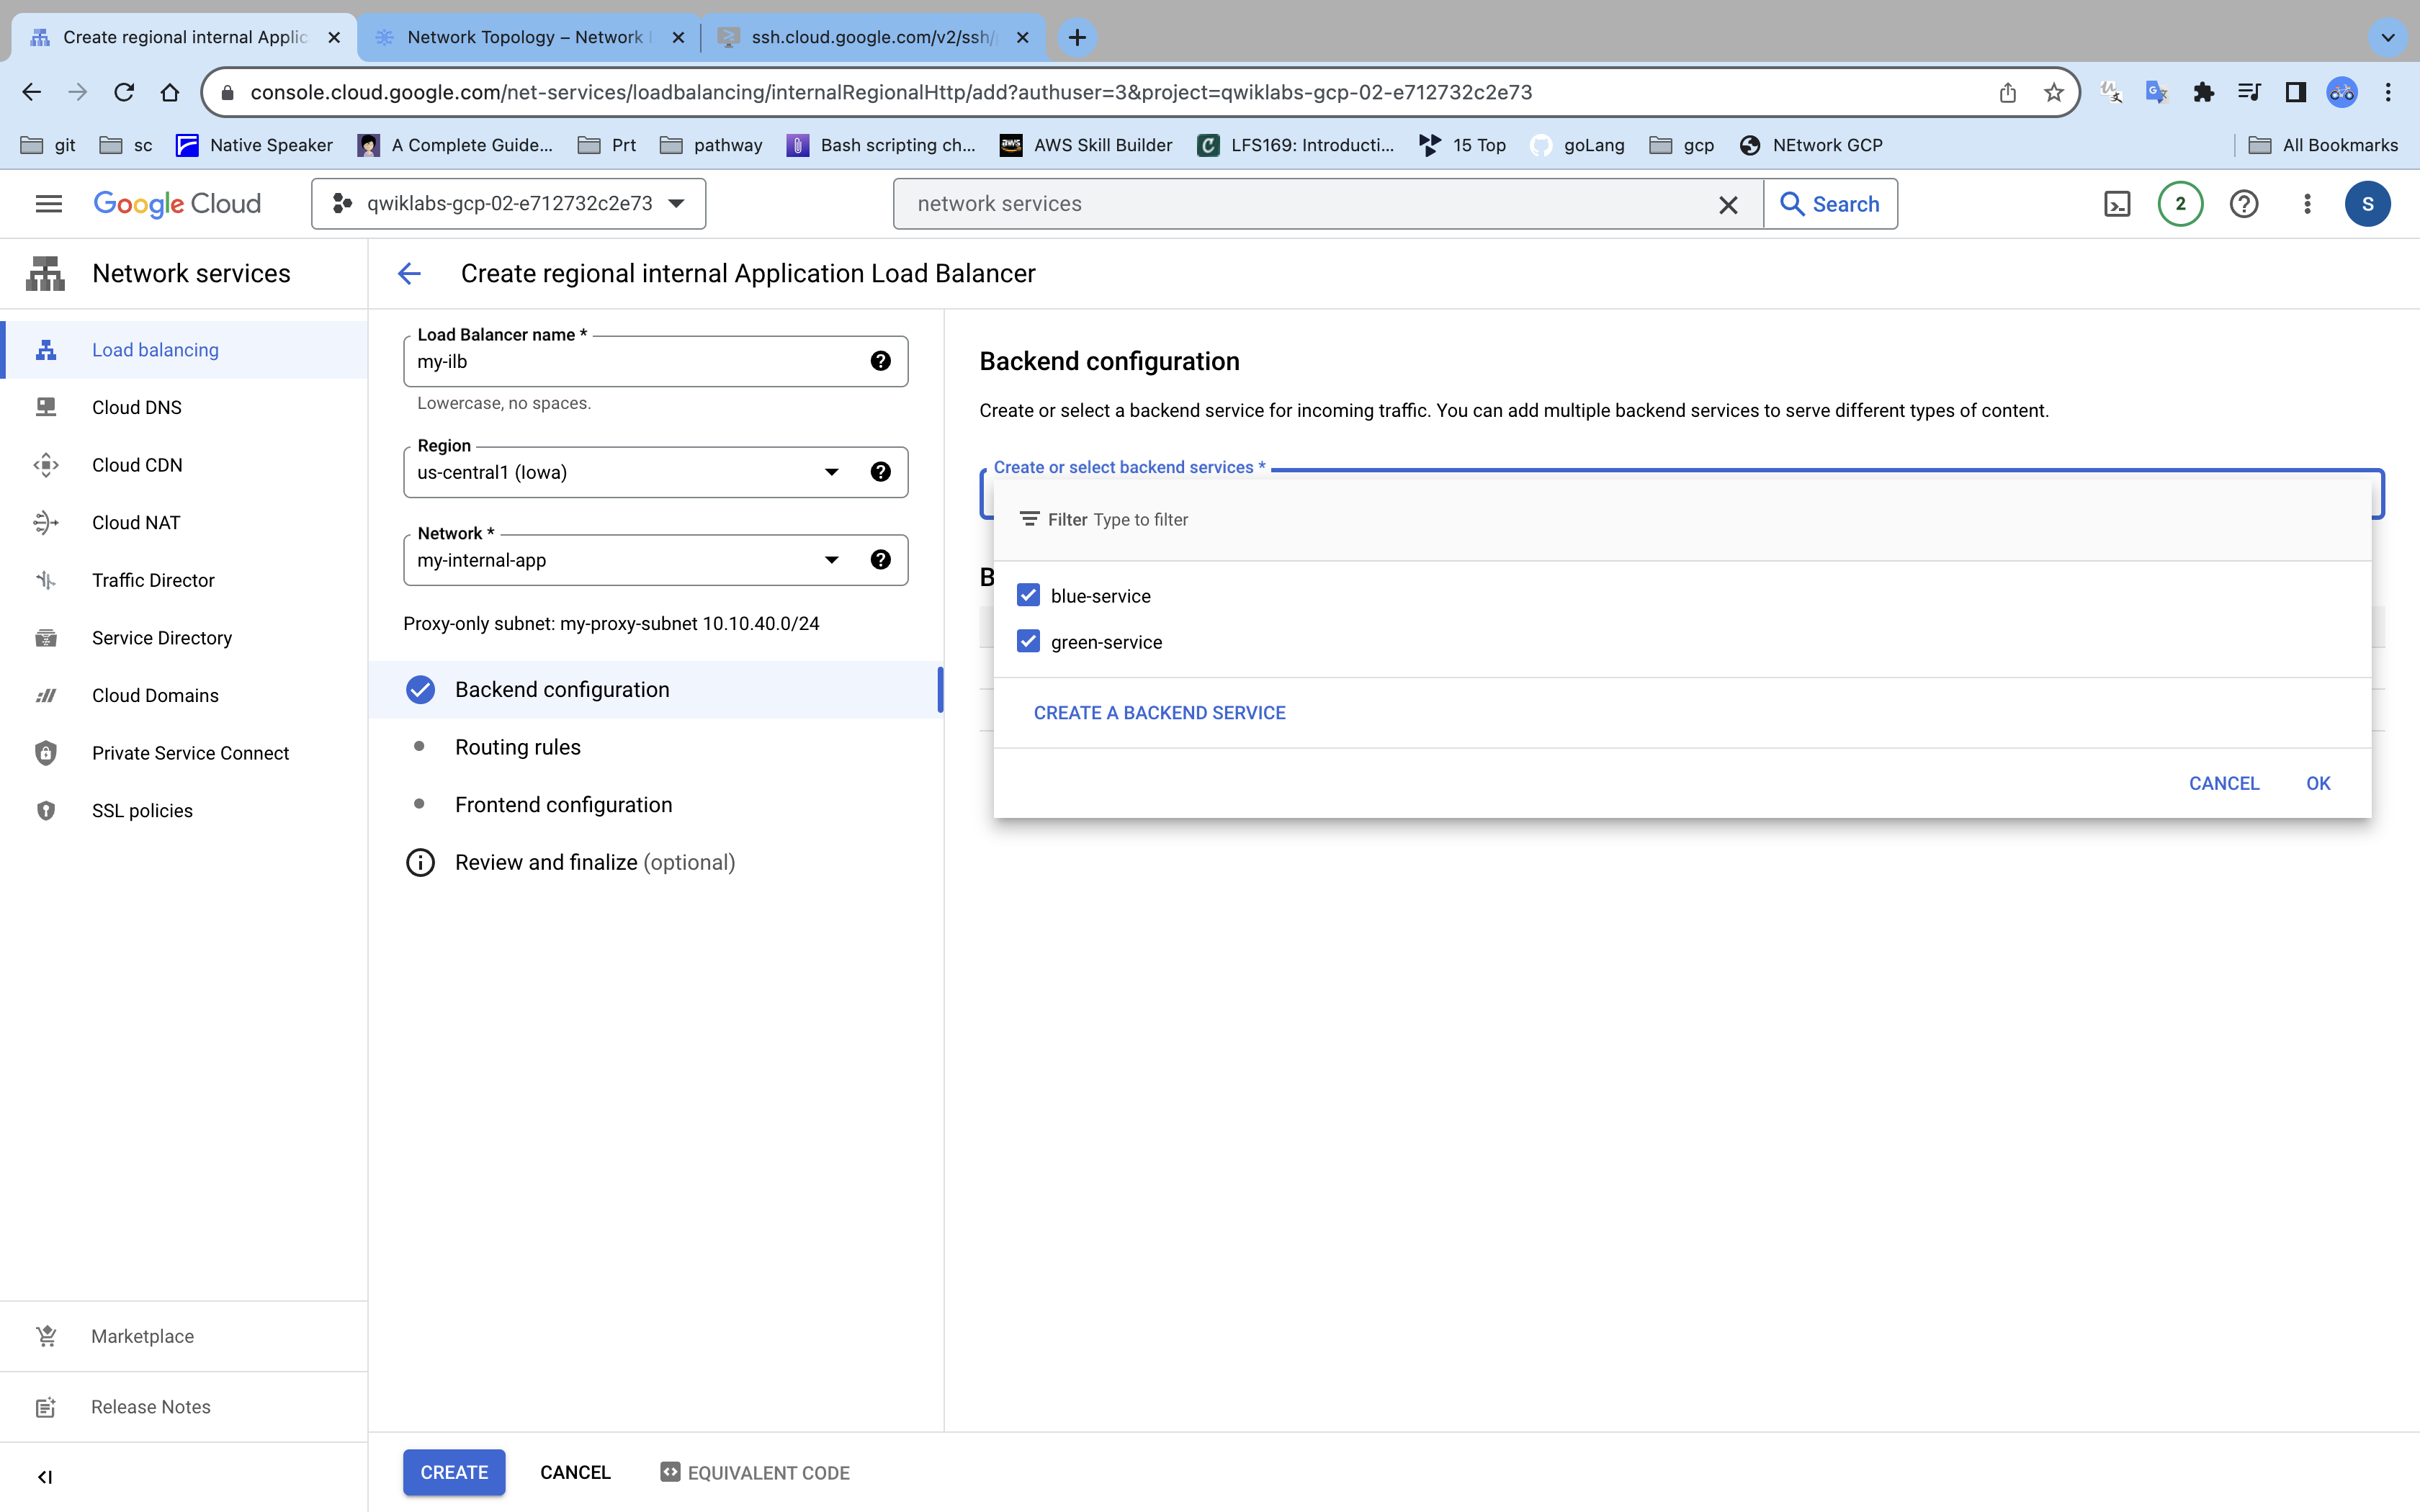 Create regional internal Applic
Network Topology – Network
ssh.cloud.google.com/v2/ssh/
console.cloud.google.com/net-services/loadbalancing/internalRegionalHttp/add?authuser=3&project=qwiklabs-gcp-02-e712732c2e73
git
sc
Native Speaker
A Complete Guide...
Prt
pathway
Bash scripting ch...
aws
AWS Skill Builder
LFS169: Introducti...
15 Top
goLang
gcp
NEtwork GCP
All Bookmarks
Google Cloud
qwiklabs-gcp-02-e712732c2e73
network services
Search
2
S
Network services
Load balancing
Cloud DNS
Cloud CDN
Cloud NAT
Traffic Director
Service Directory
Cloud Domains
Private Service Connect
SSL policies
Marketplace
Release Notes
Create regional internal Application Load Balancer
Load Balancer name *
my-ilb
Lowercase, no spaces.
Region
us-central1 (Iowa)
Network *
my-internal-app
Proxy-only subnet: my-proxy-subnet 10.10.40.0/24
Backend configuration
Routing rules
Frontend configuration
Review and finalize (optional)
Backend configuration
Create or select a backend service for incoming traffic. You can add multiple backend services to serve different types of content.
Create or select backend services *
Filter Type to filter
B
blue-service
green-service
CREATE A BACKEND SERVICE
CANCEL OK
CREATE CANCEL EQUIVALENT CODE